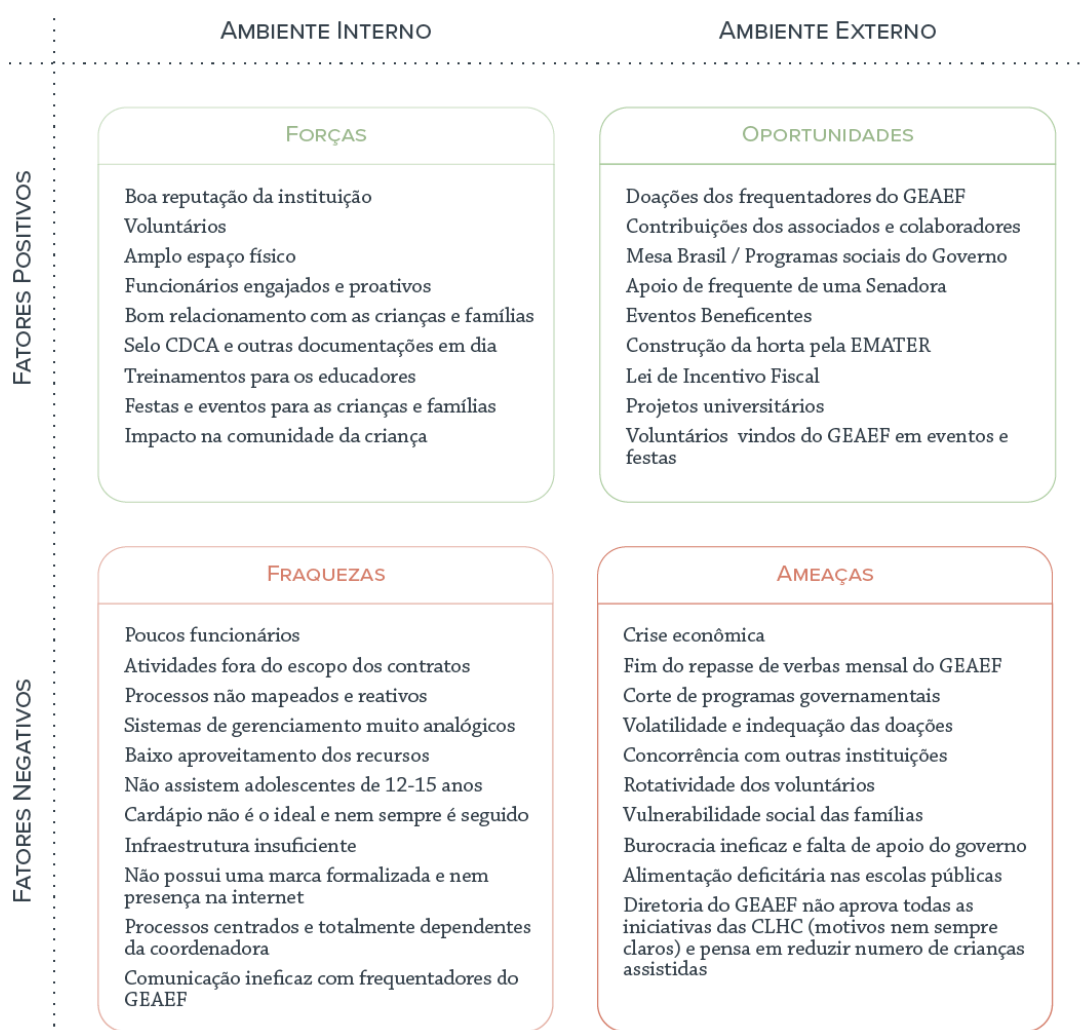 AMBIENTE INTERNO
AMBIENTE EXTERNO
FATORES POSITIVOS
FORÇAS
Boa reputação da instituição
Voluntários
Amplo espaço físico
Funcionários engajados e proativos
Bom relacionamento com as crianças e famílias
Selo CDCA e outras documentações em dia
Treinamentos para os educadores
Festas e eventos para as crianças e famílias
Impacto na comunidade da criança
OPORTUNIDADES
Doações dos frequentadores do GEAEF
Contribuições dos associados e colaboradores
Mesa Brasil / Programas sociais do Governo
Apoio de frequente de uma Senadora
Eventos Beneficentes
Construção da horta pela EMATER
Lei de Incentivo Fiscal
Projetos universitários
Voluntários vindos do GEAEF em eventos e
festas
FATORES NEGATIVOS
FRAQUEZAS
Poucos funcionários
Atividades fora do escopo dos contratos
Processos não mapeados e reativos
Sistemas de gerenciamento muito analógicos
Baixo aproveitamento dos recursos
Não assistem adolescentes de 12-15 anos
Cardápio não é o ideal e nem sempre é seguido
Infraestrutura insuficiente
Não possui uma marca formalizada e nem
presença na internet
Processos centrados e totalmente dependentes
da coordenadora
Comunicação ineficaz com frequentadores do
GEAEF
AMEAÇAS
Crise econômica
Fim do repasse de verbas mensal do GEAEF
Corte de programas governamentais
Volatilidade e indequação das doações
Concorrência com outras instituições
Rotatividade dos voluntários
Vulnerabilidade social das famílias
Burocracia ineficaz e falta de apoio do governo
Alimentação deficitária nas escolas públicas
Diretoria do GEAEF não aprova todas as
iniciativas das CLHC (motivos nem sempre
claros) e pensa em reduzir numero de crianças
assistidas